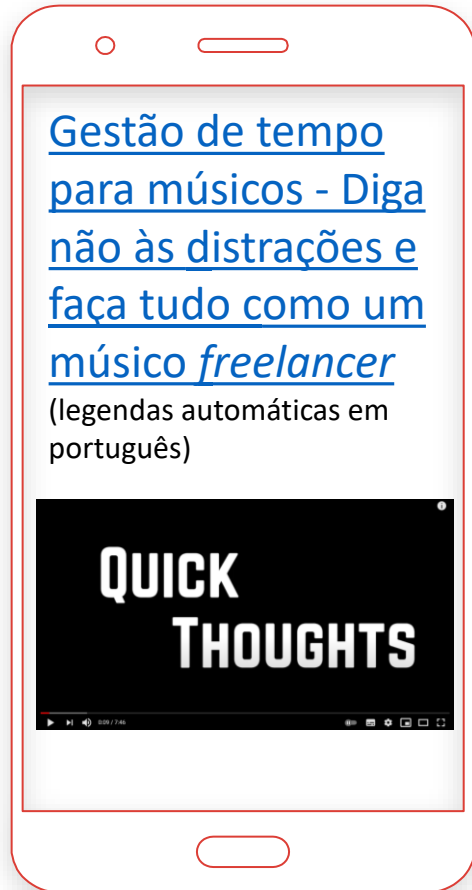 Gestão de tempo
para músicos - Diga
não às distrações e
faça tudo como um
músico freelancer
(legendas automáticas em
português)
QUICK
THOUGHTS
0:09 / 7:46